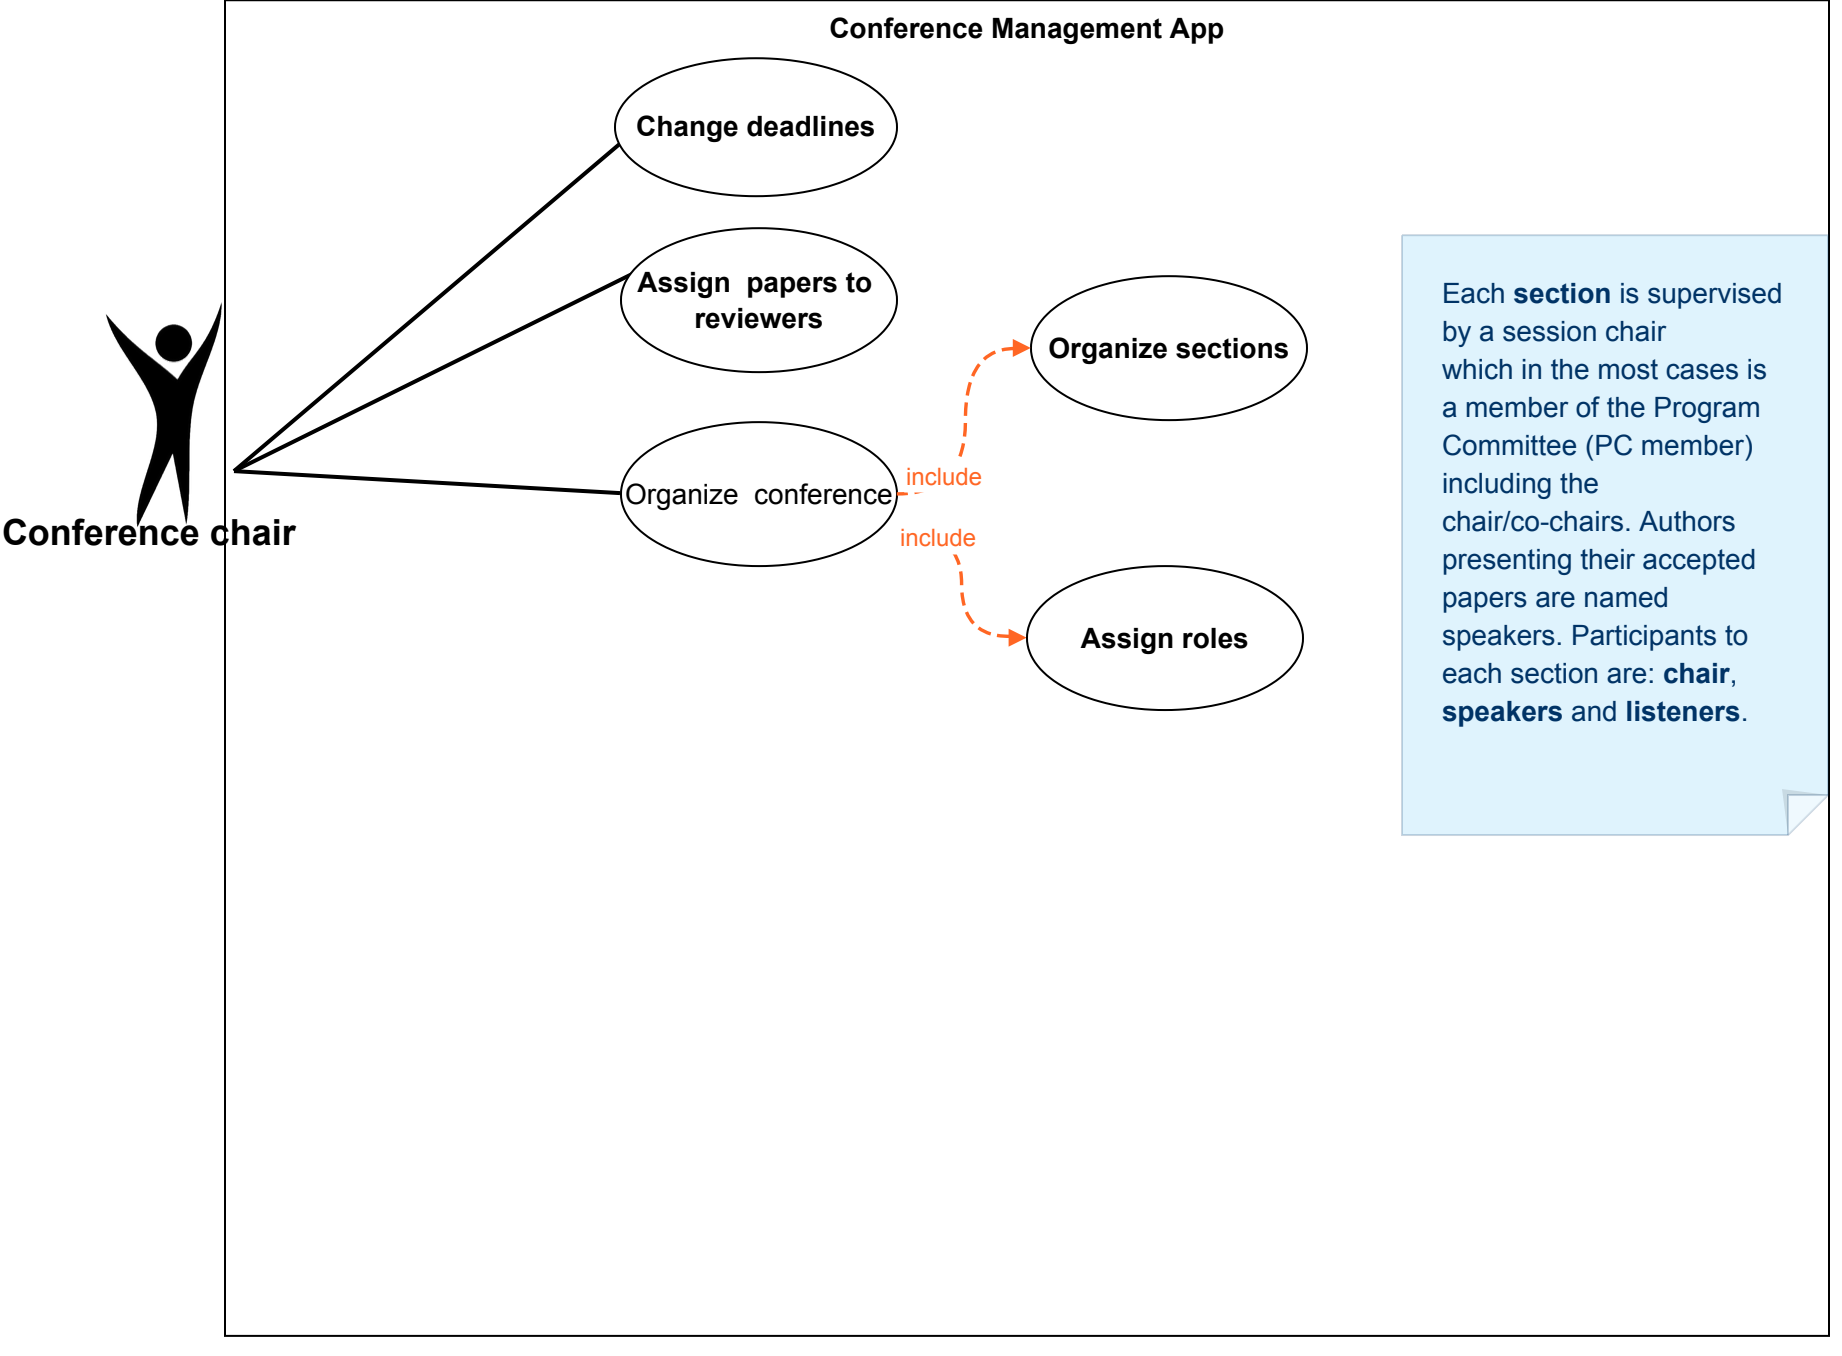 Conference Management App
Change deadlines
Assign  papers to
reviewers
Organize sections
Organize  conference
include
include
Conference chair
Assign roles
Each section is supervised
by a session chair
which in the most cases is
a member of the Program
Committee (PC member)
including the
chair/co-chairs. Authors
presenting their accepted
papers are named
speakers. Participants to
each section are: chair,
speakers and listeners.